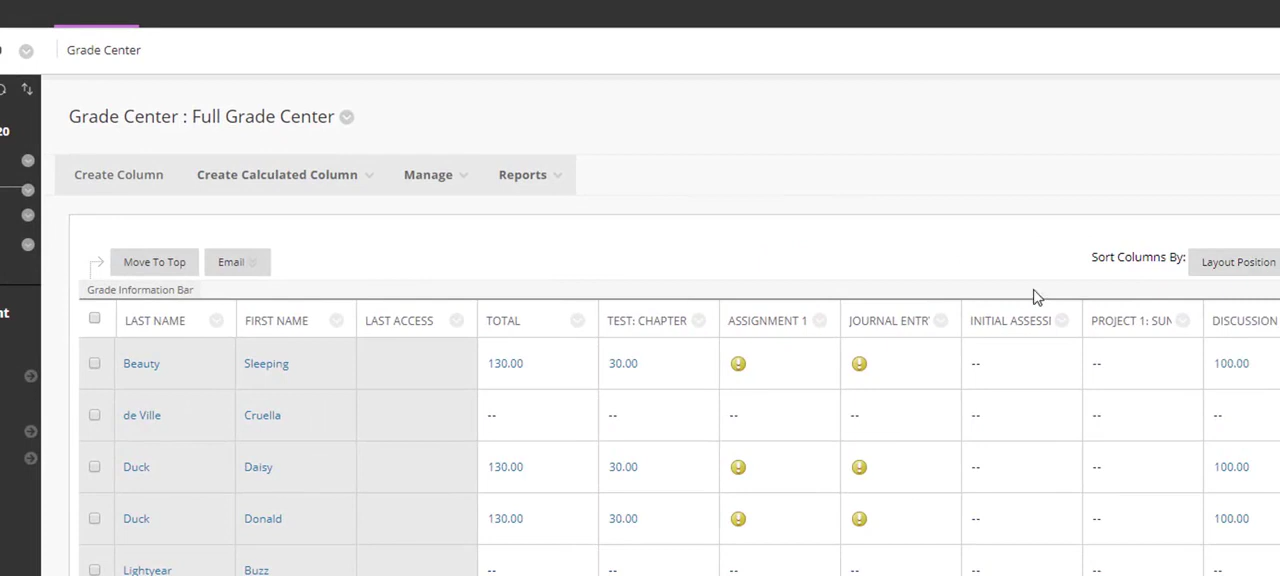 Grade Center
20
Grade Center : Full Grade Center
Create Column Create Calculated Column Manage Reports
Move To Top Email Sort Columns By: Layout Position
Grade Information Bar
LAST NAME FIRST NAME LAST ACCESS TOTAL TEST: CHAPTER ASSIGNMENT 1 JOURNAL ENTR INITIAL ASSESSI PROJECT 1: SUN DISCUSSION
nt
Beauty Sleeping 130.00 30.00 -- -- 100.00
de Ville Cruella -- -- -- -- -- -- --
Duck Daisy 130.00 30.00 -- -- 100.00
Duck Donald 130.00 30.00 -- -- 100.00
Lightyear Buzz -- -- -- -- -- -- --